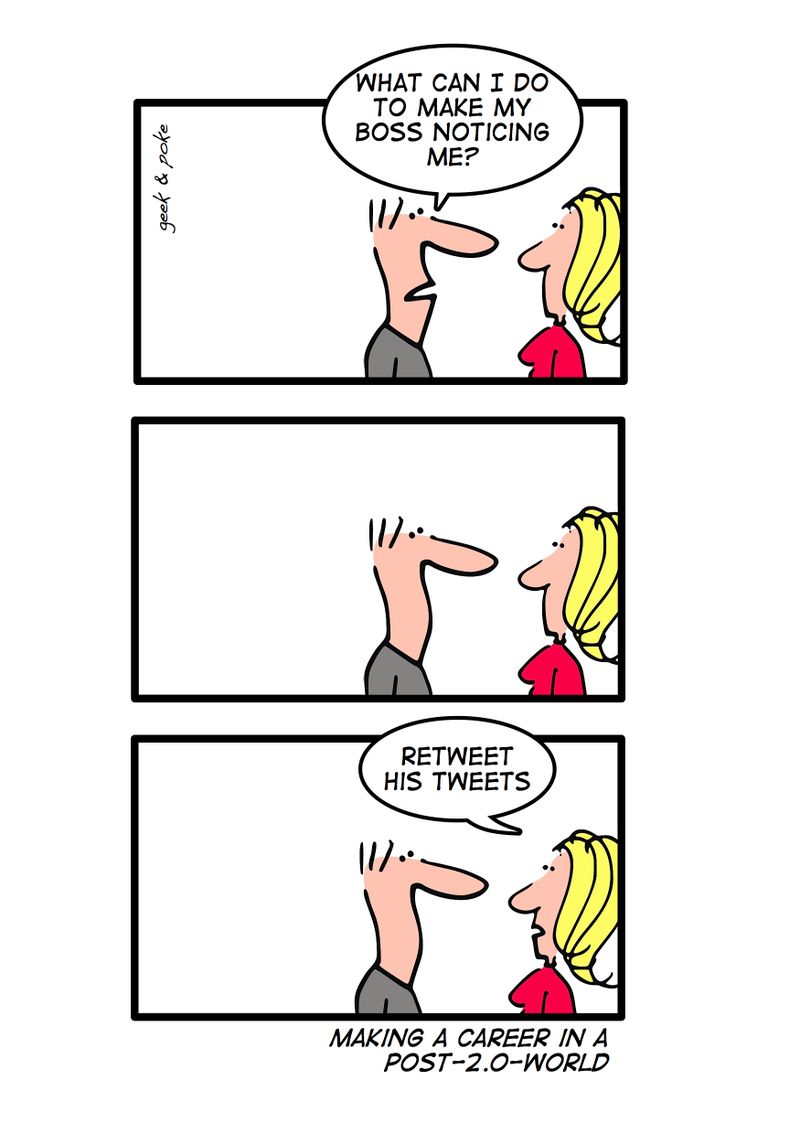 WHAT CAN I DO
TO MAKE MY
BOSS NOTICING
ME?
geek & poke
RETWEET
HIS TWEETS
MAKING A CAREER IN A
POST-2.0-WORLD